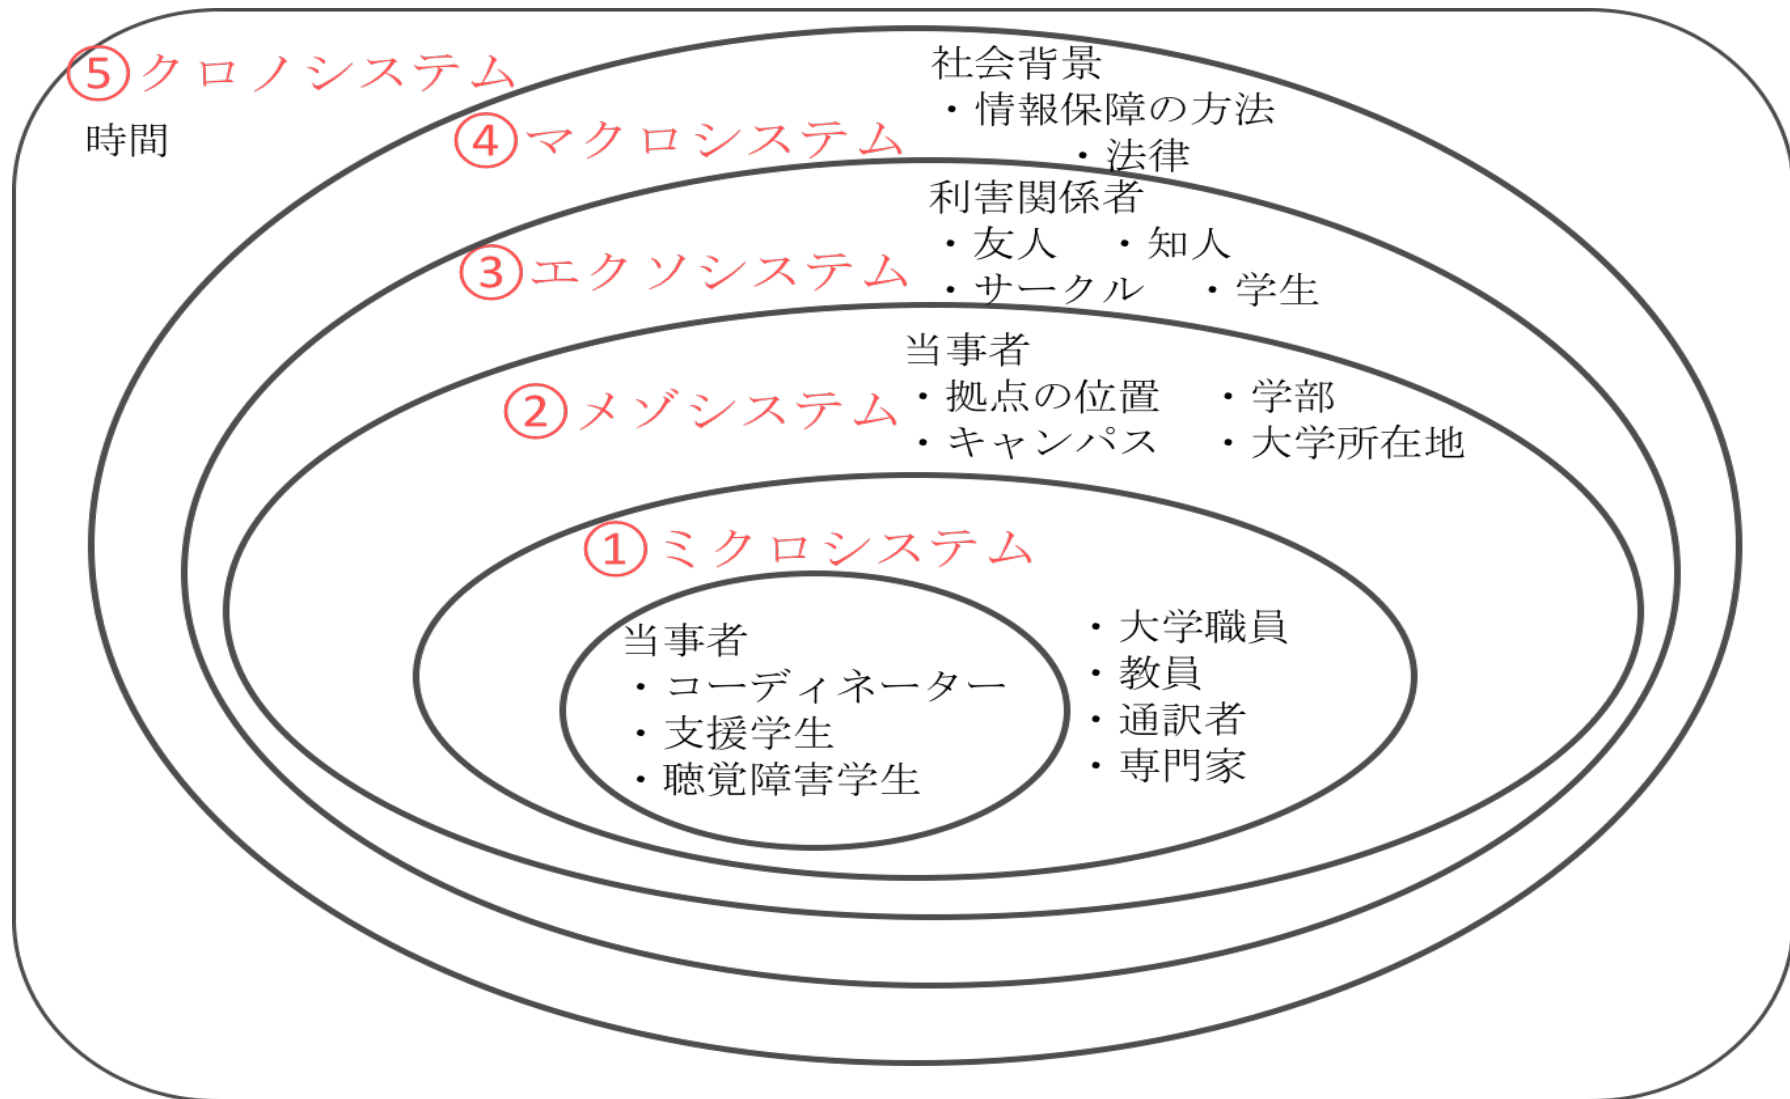 ⑤クロノシステム
時間
④マクロシステム
社会背景
・情報保障の方法
・法律
③エクソシステム
利害関係者
・友人　・知人
・サークル　・学生
②メゾシステム
当事者
・拠点の位置　・学部
・キャンパス　・大学所在地
①ミクロシステム
当事者
・コーディネーター
・支援学生
・聴覚障害学生
・大学職員
・教員
・通訳者
・専門家